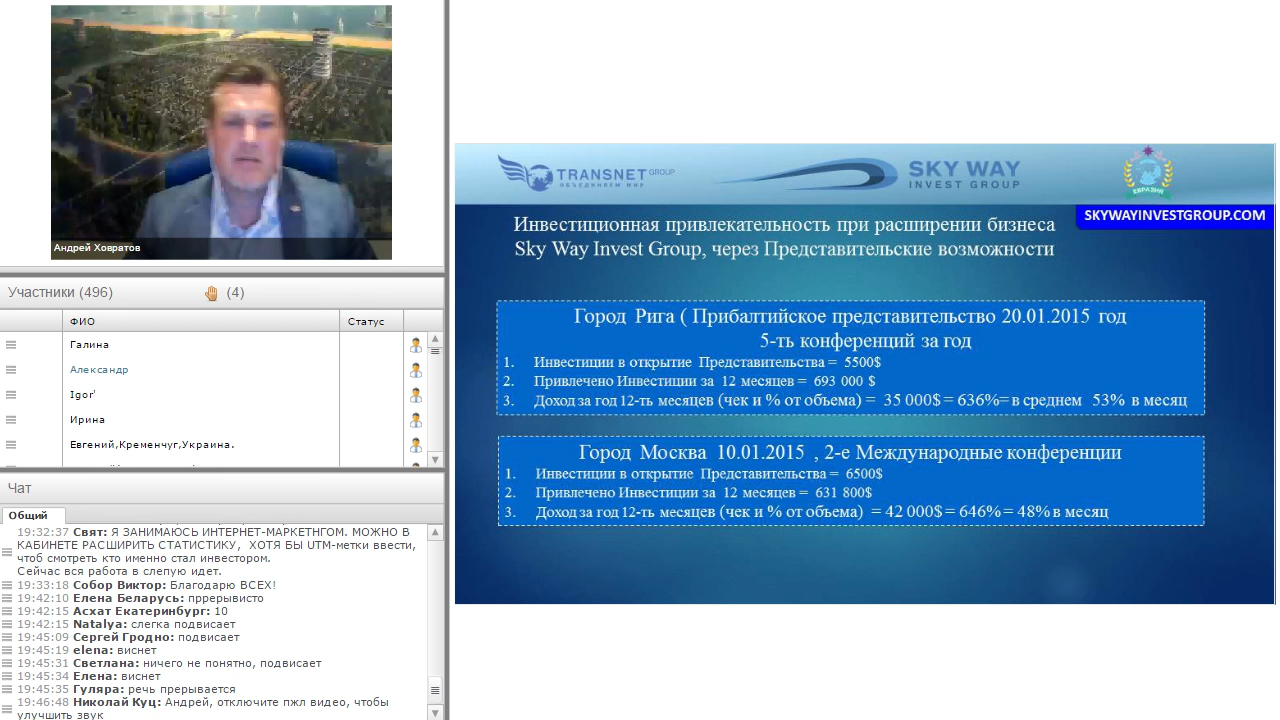 Андрей Ховратов
Участники (496)
(4)
ФИО
Статус
Галина
Александр
Igor'
Ирина
Евгений,Кременчуг,Украина.
Чат
Общий
19:32:37 Свят: Я ЗАНИМАЮСЬ ИНТЕРНЕТ-МАРКЕТНГОМ. МОЖНО В
КАБИНЕТЕ РАСШИРИТЬ СТАТИСТИКУ, ХОТЯ БЫ UTM-метки ввести,
чтоб смотреть кто именно стал инвестором.
Сейчас вся работа в слепую идет.
19:33:18 Собор Виктор: Благодарю ВСЕХ!
19:42:10 Елена Беларусь: пррерывисто
19:42:15 Асхат Екатеринбург: 10
19:42:15 Natalya: слегка подвисает
19:45:09 Сергей Гродно: подвисает
19:45:19 elena: виснет
19:45:31 Светлана: ничего не понятно, подвисает
19:45:34 Елена: виснет
19:45:35 Гуляра: речь прерывается
19:46:48 Николай Куц: Андрей, отключите пжл видео, чтобы
улучшить звук
TRANSNET GROUP
ОБЪЕДИНЯЕМ МИР
SKY WAY
INVEST GROUP
ЕВРАЗИЯ
SKYWAYINVESTGROUP.COM
Инвестиционная привлекательность при расширении бизнеса
Sky Way Invest Group, через Представительские возможности
Город Рига ( Прибалтийское представительство 20.01.2015 год
5-ть конференций за год
1. Инвестиции в открытие Представительства = 5500$
2. Привлечено Инвестиции за 12 месяцев = 693 000 $
3. Доход за год 12-ть месяцев (чек и % от объема) = 35 000$ = 636%= в среднем 53% в месяц
Город Москва 10.01.2015 , 2-е Международные конференции
1. Инвестиции в открытие Представительства = 6500$
2. Привлечено Инвестиции за 12 месяцев = 631 800$
3. Доход за год 12-ть месяцев (чек и % от объема) = 42 000$ = 646% = 48% в месяц